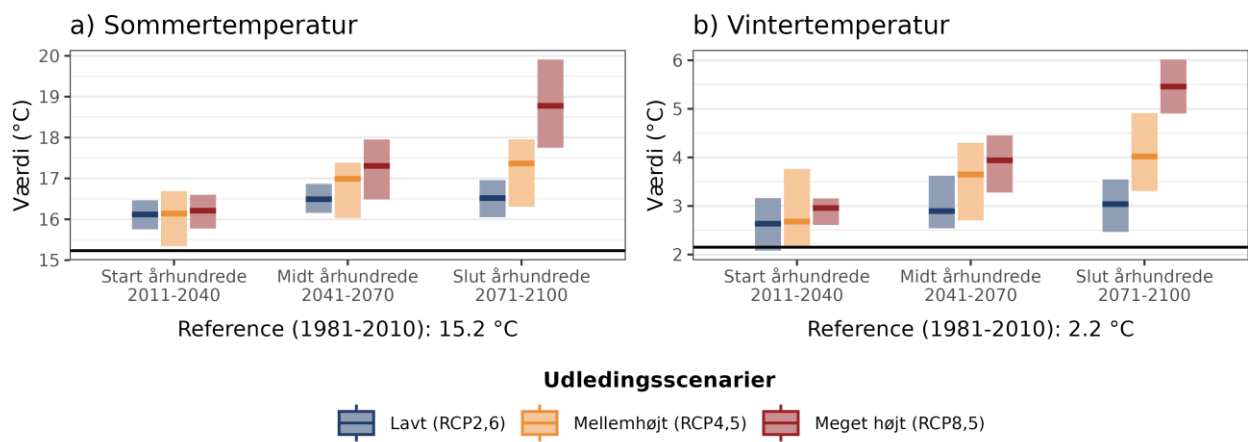 a) Sommertemperatur
Værdi (°C)
20
19
18
17
16
15
Start århundrede
2011-2040
Midt århundrede
2041-2070
Slut århundrede
2071-2100
Reference (1981-2010): 15.2 °C
b) Vintertemperatur
Værdi (°C)
6
5
4
3
2
Start århundrede
2011-2040
Midt århundrede
2041-2070
Slut århundrede
2071-2100
Reference (1981-2010): 2.2 °C
Udledingsscenarier
Lavt (RCP2,6)
Mellemhøjt (RCP4,5)
Meget højt (RCP8,5)